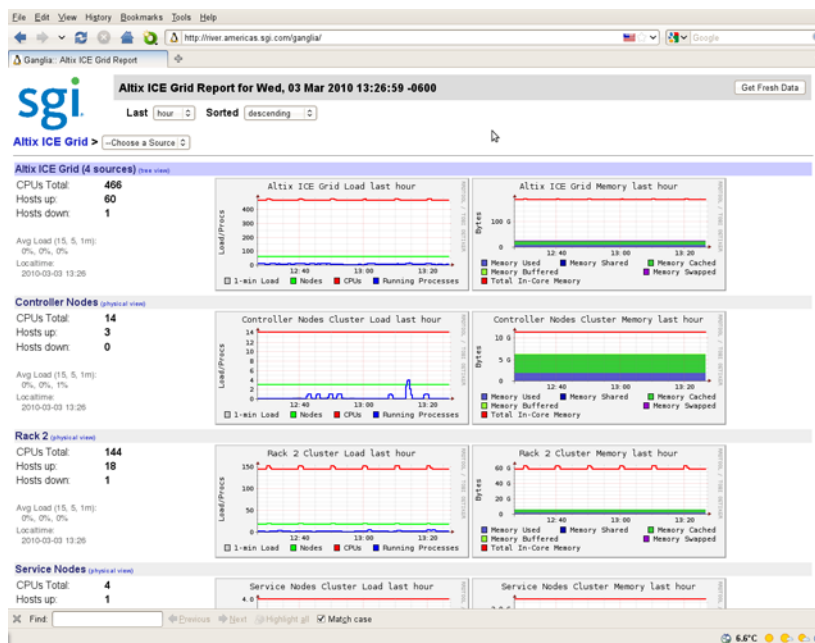 File Edit View History Bookmarks Tools Help
http://river.americas.sgi.com/ganglia/
Google
Ganglia:: Altix ICE Grid Report
sgi
Altix ICE Grid Report for Wed, 03 Mar 2010 13:26:59 -0600
Get Fresh Data
Last hour Sorted descending
Altix ICE Grid > --Choose a Source
Altix ICE Grid (4 sources) (tree view)
CPUs Total: 466
Hosts up: 60
Hosts down: 1
Avg Load (15, 5, 1m):
0%, 0%, 0%
Localtime:
2010-03-03 13:26
Altix ICE Grid Load last hour
Load/Procs
400
300
200
100
0
12:40 13:00 13:20
1-min Load Nodes CPUs Running Processes
Altix ICE Grid Memory last hour
Bytes
100 G
0
12:40 13:00 13:20
Memory Used Memory Shared Memory Cached
Memory Buffered Memory Swapped
Total In-Core Memory
Controller Nodes (physical view)
CPUs Total: 14
Hosts up: 3
Hosts down: 0
Avg Load (15, 5, 1m):
0%, 0%, 1%
Localtime:
2010-03-03 13:26
Controller Nodes Cluster Load last hour
Load/Procs
14
12
10
8
6
4
2
0
12:40 13:00 13:20
1-min Load Nodes CPUs Running Processes
Controller Nodes Cluster Memory last hour
Bytes
10 G
5 G
0
12:40 13:00 13:20
Memory Used Memory Shared Memory Cached
Memory Buffered Memory Swapped
Total In-Core Memory
Rack 2 (physical view)
CPUs Total: 144
Hosts up: 18
Hosts down: 1
Avg Load (15, 5, 1m):
0%, 0%, 0%
Localtime:
2010-03-03 13:26
Rack 2 Cluster Load last hour
Load/Procs
150
100
50
0
12:40 13:00 13:20
1-min Load Nodes CPUs Running Processes
Rack 2 Cluster Memory last hour
Bytes
60 G
40 G
20 G
0
12:40 13:00 13:20
Memory Used Memory Shared Memory Cached
Memory Buffered Memory Swapped
Total In-Core Memory
Service Nodes (physical view)
CPUs Total: 4
Hosts up: 1
Service Nodes Cluster Load last hour
4.0
Service Nodes Cluster Memory last hour
Find: Previous Next Highlight all Match case
6.6°C